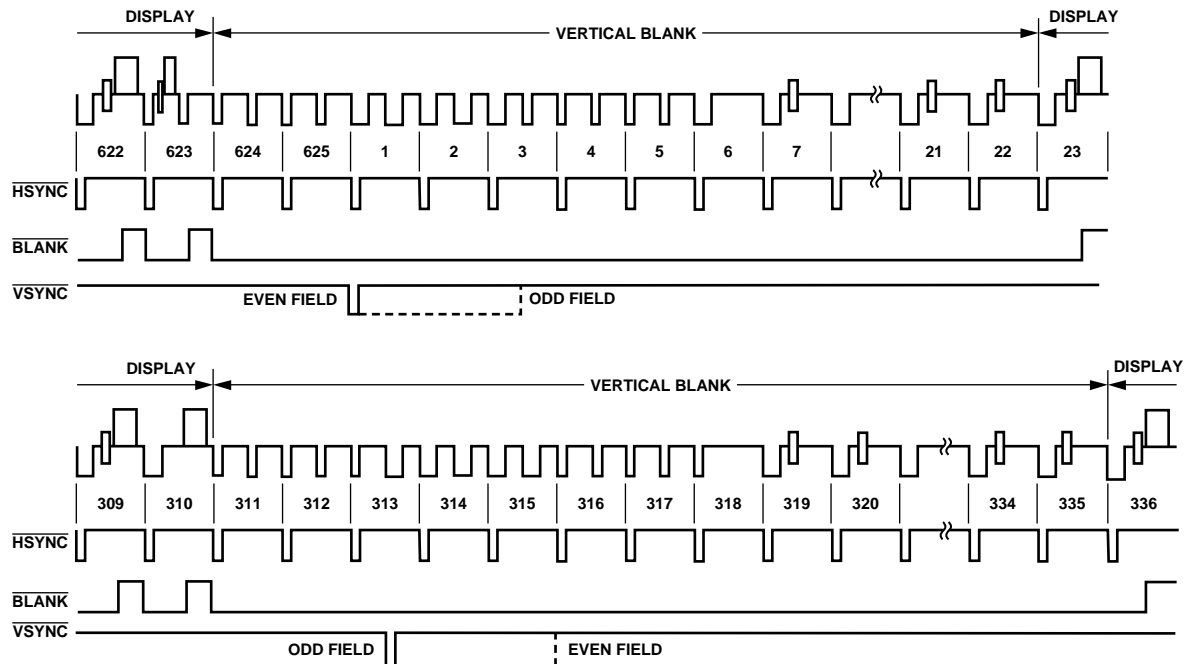 DISPLAY VERTICAL BLANK DISPLAY
622 623 624 625 1 2 3 4 5 6 7 21 22 23
HSYNC
BLANK
VSYNC
EVEN FIELD ODD FIELD
DISPLAY VERTICAL BLANK DISPLAY
309 310 311 312 313 314 315 316 317 318 319 320 334 335 336
HSYNC
BLANK
VSYNC
ODD FIELD EVEN FIELD